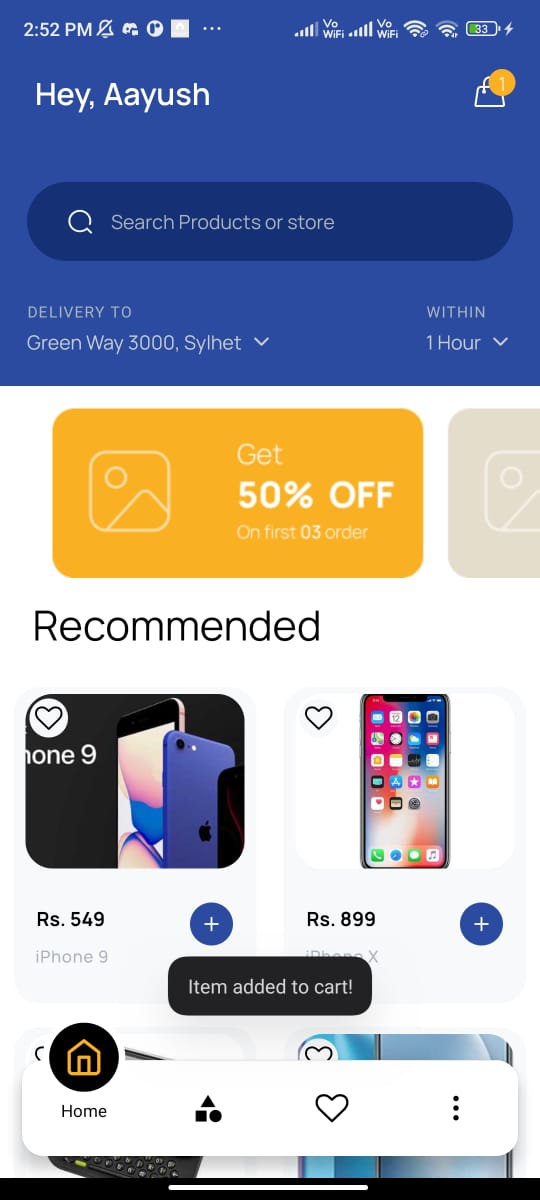 2:52 PM
Vo WiFi
Vo WiFi
33
Hey, Aayush
1
Search Products or store
DELIVERY TO
WITHIN
Green Way 3000, Sylhet
1 Hour
Get
50% OFF
On first 03 order
Recommended
hone 9
Rs. 549
Rs. 899
iPhone 9
iPhone X
Item added to cart!
Home